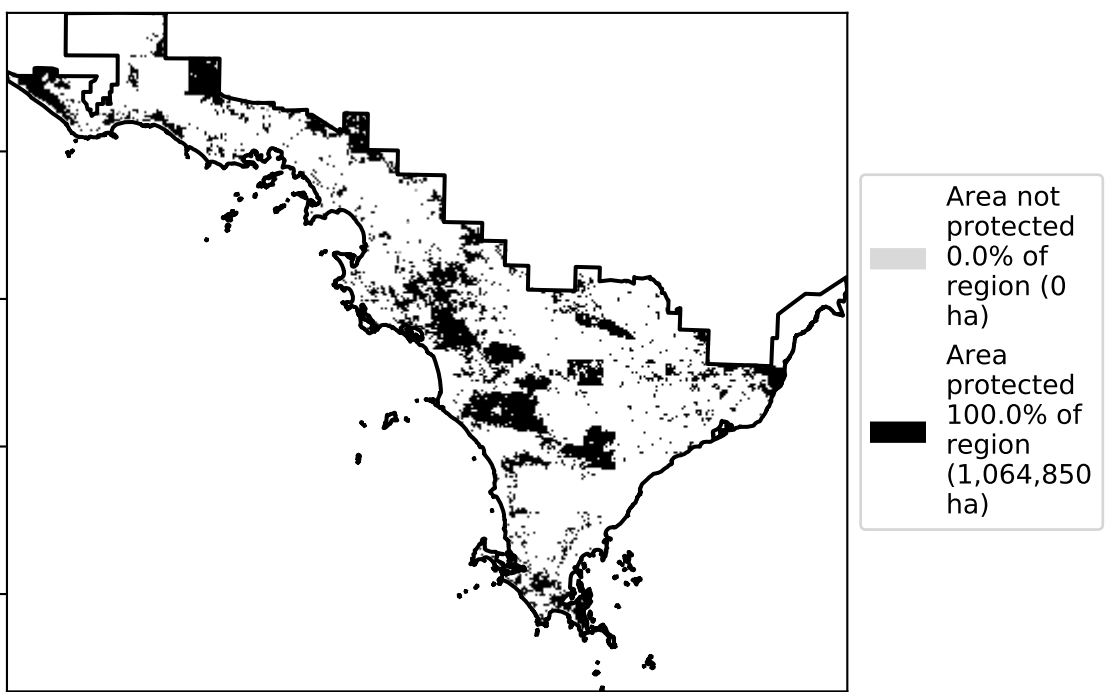 Area not
protected
0.0% of
region (0
ha)
Area
protected
100.0% of
region
(1,064,850
ha)